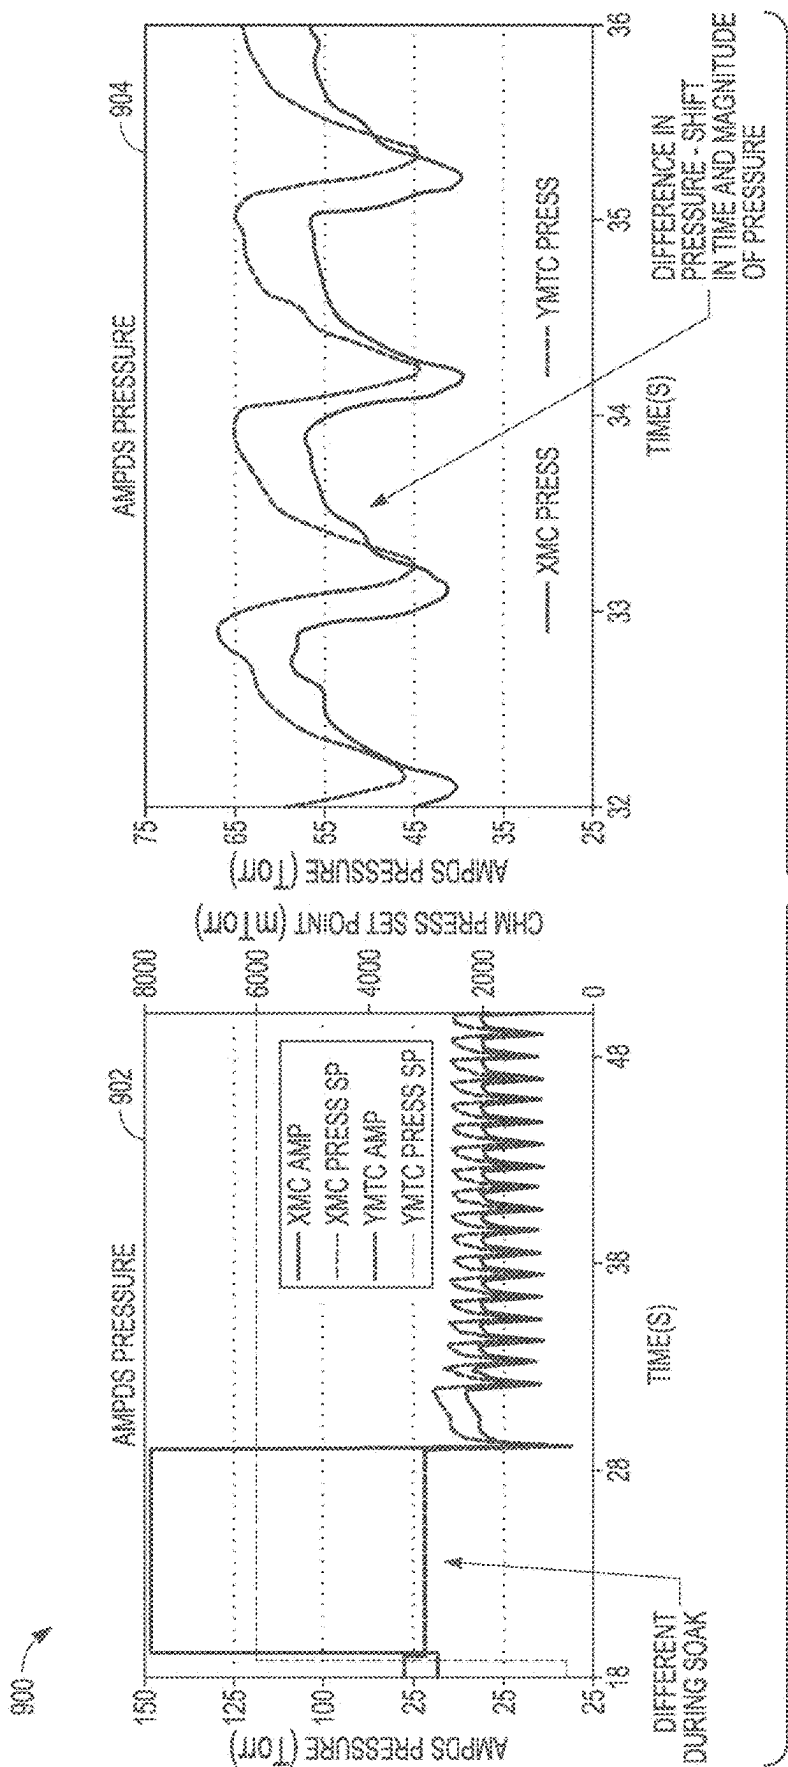 900
AMPDS PRESSURE
902
AMPDS PRESSURE (Torr)
150
125
100
25
25
25
CHM PRESS SET POINT (mTorr)
8000
6000
4000
2000
0
XMC AMP
XMC PRESS SP
YMTC AMP
YMTC PRESS SP
18
28
38
48
TIME(S)
DIFFERENT
DURING SOAK
AMPDS PRESSURE
904
AMPDS PRESSURE (Torr)
75
65
55
45
35
25
XMC PRESS
YMTC PRESS
32
33
34
35
36
TIME(S)
DIFFERENCE IN
PRESSURE - SHIFT
IN TIME AND MAGNITUDE
OF PRESSURE